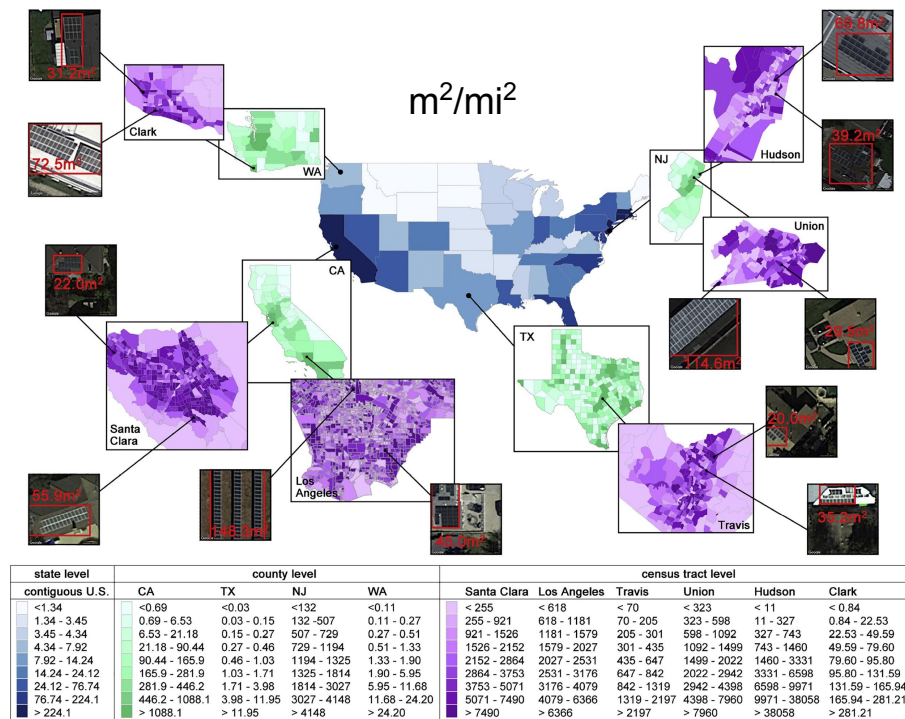 31.2m²
69.8m²
m²/mi²
Clark
72.5m²
WA
39.2m²
NJ
Hudson
Union
CA
22.0m²
TX
114.6m²
29.5m²
Santa
Clara
Los
Angeles
20.0m²
55.9m²
148.3m²
48.0m²
Travis
35.2m²
state level county level census tract level
contiguous U.S. CA TX NJ WA Santa Clara Los Angeles Travis Union Hudson Clark
<1.34 <0.69 <0.03 <132 <0.11 < 255 < 618 < 70 < 323 < 11 < 0.84
1.34 - 3.45 0.69 - 6.53 0.03 - 0.15 132 -507 0.11 - 0.27 255 - 921 618 - 1181 70 - 205 323 - 598 11 - 327 0.84 - 22.53
3.45 - 4.34 6.53 - 21.18 0.15 - 0.27 507 - 729 0.27 - 0.51 921 - 1526 1181 - 1579 205 - 301 598 - 1092 327 - 743 22.53 - 49.59
4.34 - 7.92 21.18 - 90.44 0.27 - 0.46 729 - 1194 0.51 - 1.33 1526 - 2152 1579 - 2027 301 - 435 1092 - 1499 743 - 1460 49.59 - 79.60
7.92 - 14.24 90.44 - 165.9 0.46 - 1.03 1194 - 1325 1.33 - 1.90 2152 - 2864 2027 - 2531 435 - 647 1499 - 2022 1460 - 3331 79.60 - 95.80
14.24 - 24.12 165.9 - 281.9 1.03 - 1.71 1325 - 1814 1.90 - 5.95 2864 - 3753 2531 - 3176 647 - 842 2022 - 2942 3331 - 6598 95.80 - 131.59
24.12 - 76.74 281.9 - 446.2 1.71 - 3.98 1814 - 3027 5.95 - 11.68 3753 - 5071 3176 - 4079 842 - 1319 2942 - 4398 6598 - 9971 131.59 - 165.94
76.74 - 224.1 446.2 - 1088.1 3.98 - 11.95 3027 - 4148 11.68 - 24.20 5071 - 7490 4079 - 6366 1319 - 2197 4398 - 7960 9971 - 38058 165.94 - 281.21
> 224.1 > 1088.1 > 11.95 > 4148 > 24.20 > 7490 > 6366 > 2197 > 7960 > 38058 > 281.21